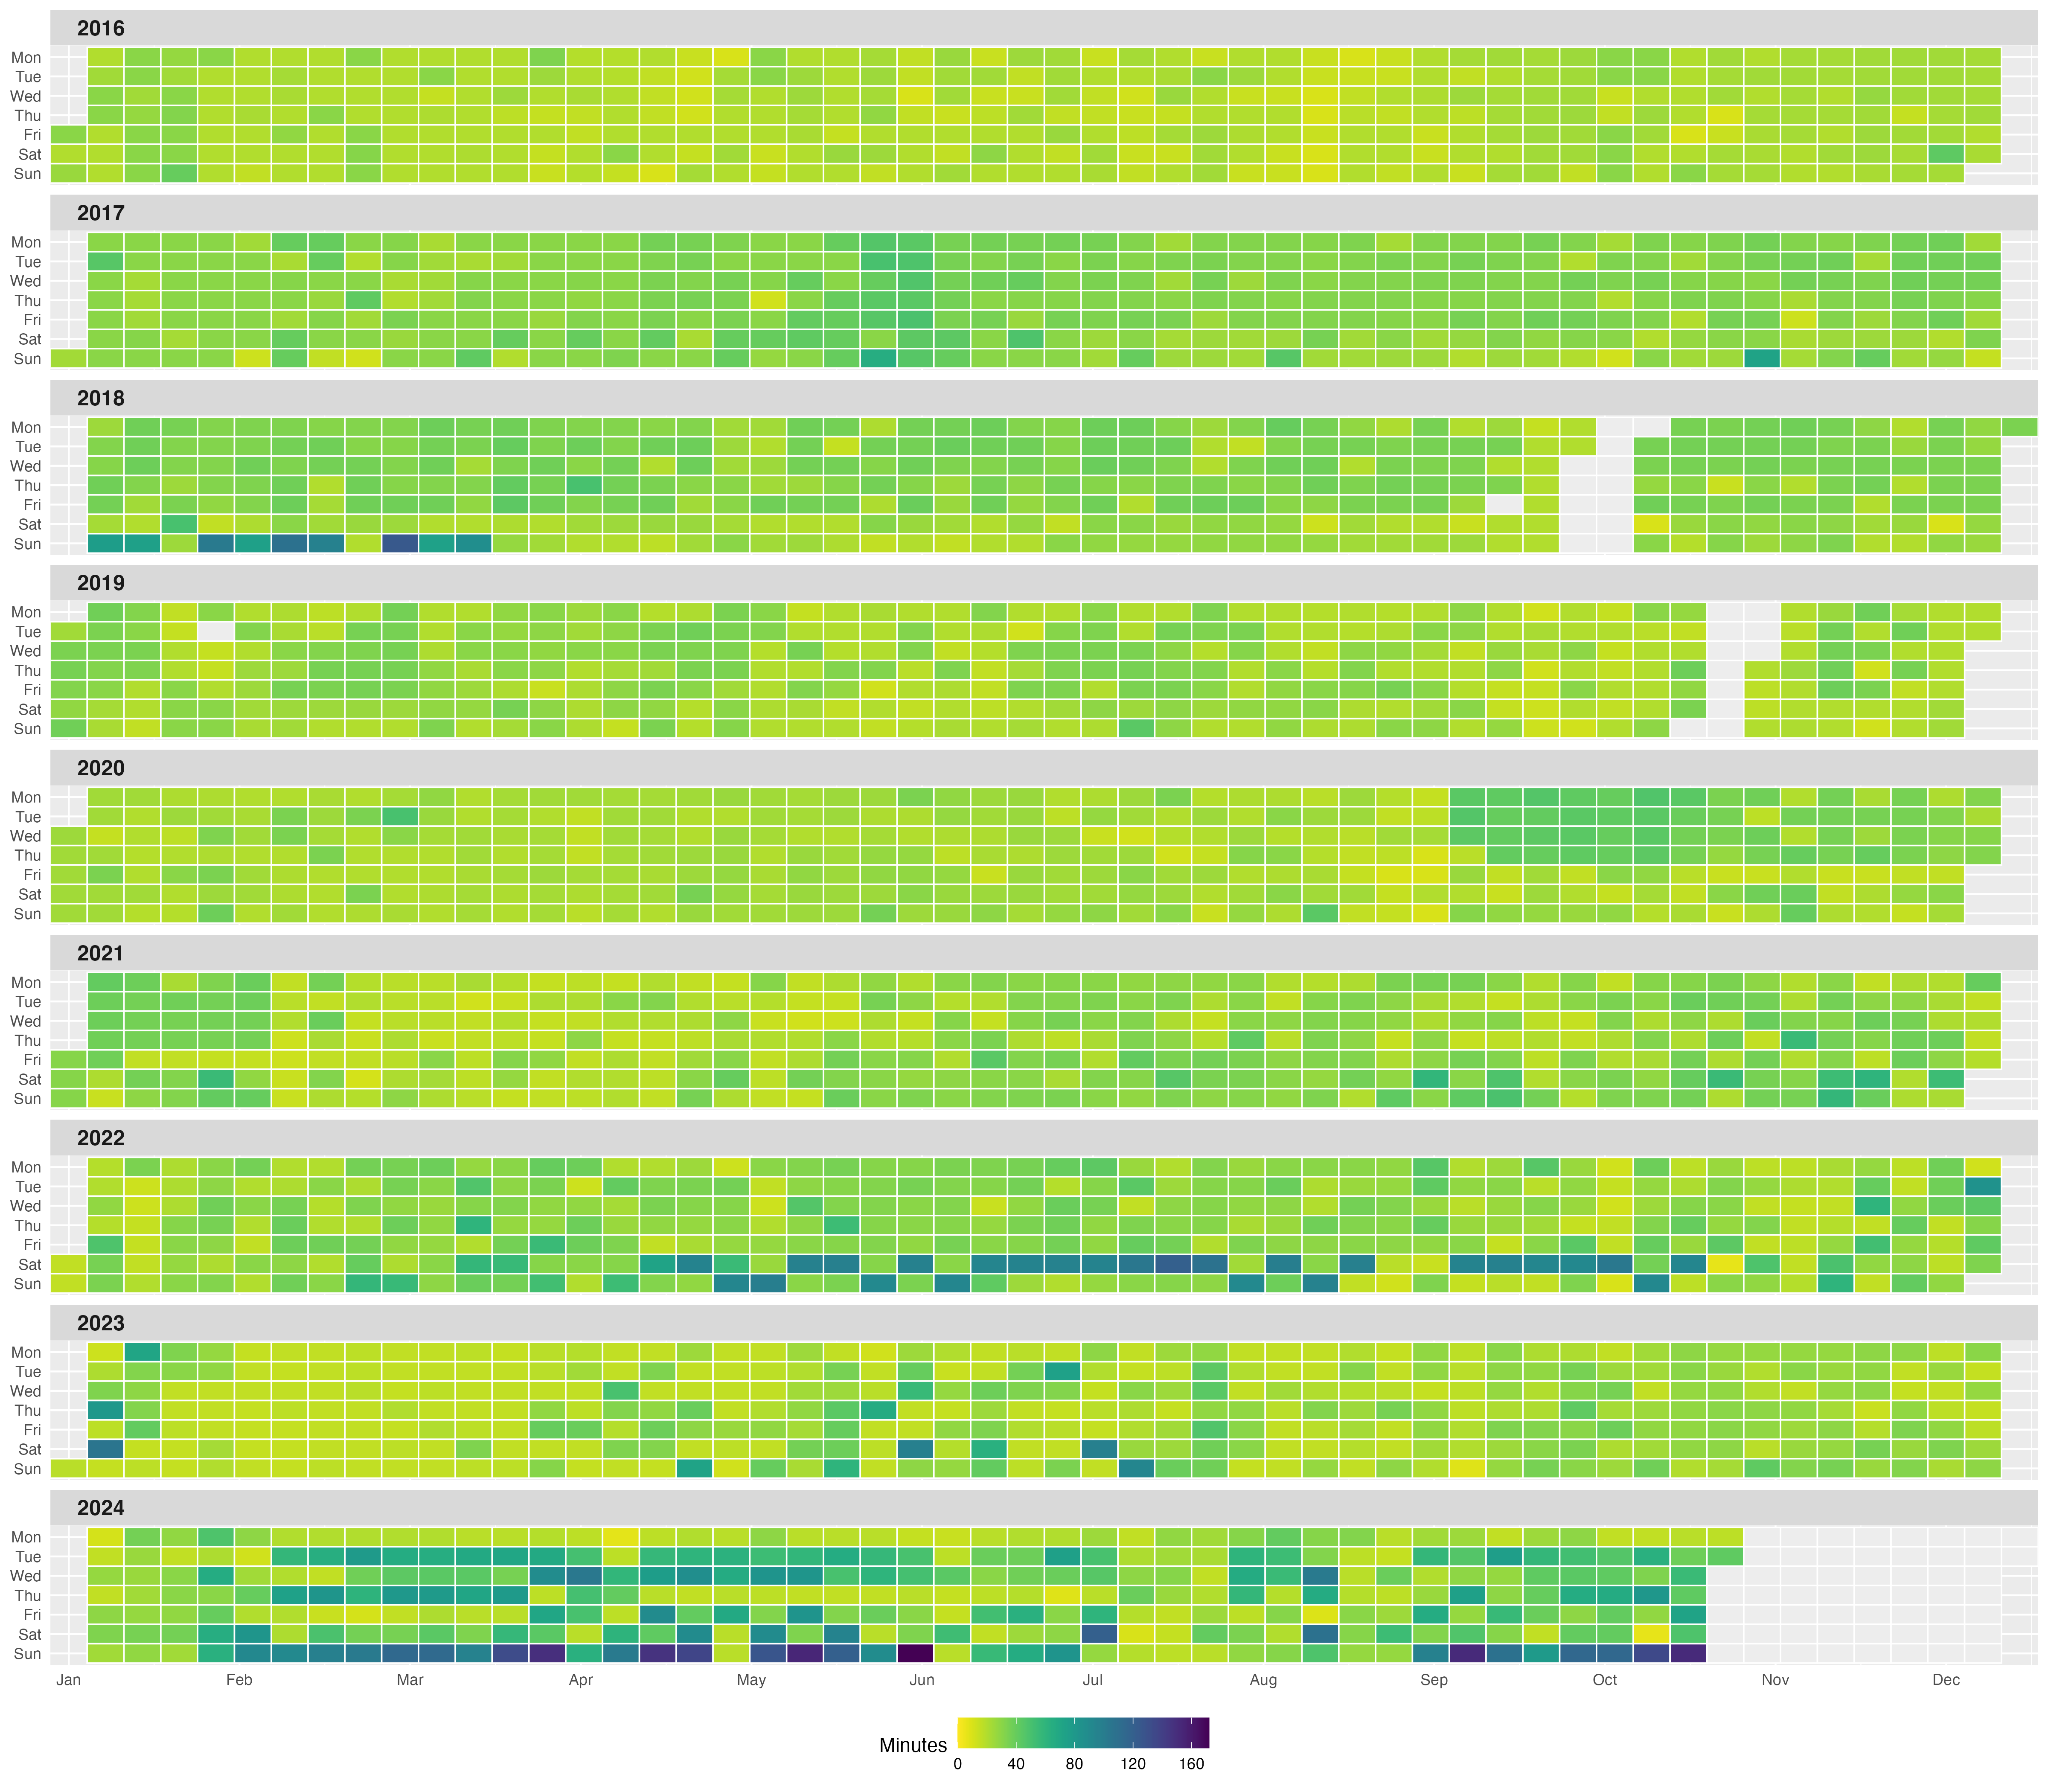 2016
Mon
Tue
Wed
Thu
Fri
Sat
Sun
2017
Mon
Tue
Wed
Thu
Fri
Sat
Sun
2018
Mon
Tue
Wed
Thu
Fri
Sat
Sun
2019
Mon
Tue
Wed
Thu
Fri
Sat
Sun
2020
Mon
Tue
Wed
Thu
Fri
Sat
Sun
2021
Mon
Tue
Wed
Thu
Fri
Sat
Sun
2022
Mon
Tue
Wed
Thu
Fri
Sat
Sun
2023
Mon
Tue
Wed
Thu
Fri
Sat
Sun
2024
Mon
Tue
Wed
Thu
Fri
Sat
Sun
Jan Feb Mar Apr May Jun Jul Aug Sep Oct Nov Dec
Minutes
0 40 80 120 160